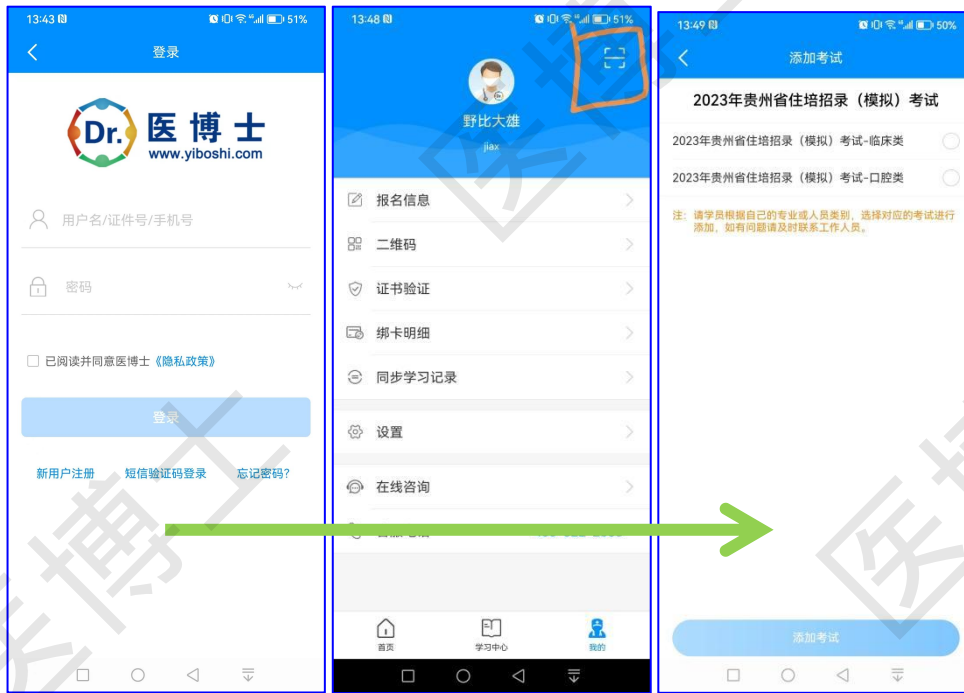 13:43
51%
登录
Dr.
医博士
www.yiboshi.com
用户名/证件号/手机号
密码
已阅读并同意医博士《隐私政策》
登录
新用户注册 短信验证码登录 忘记密码?
13:48
51%
野比大雄
jiax
报名信息
二维码
证书验证
绑卡明细
同步学习记录
设置
在线咨询
首页 学习中心 我的
13:49
50%
添加考试
2023年贵州省住培招录（模拟）考试
2023年贵州省住培招录（模拟）考试-临床类
2023年贵州省住培招录（模拟）考试-口腔类
注：请学员根据自己的专业或人员类别，选择对应的考试进行
添加，如有问题请及时联系工作人员。
添加考试
医博士
医博士